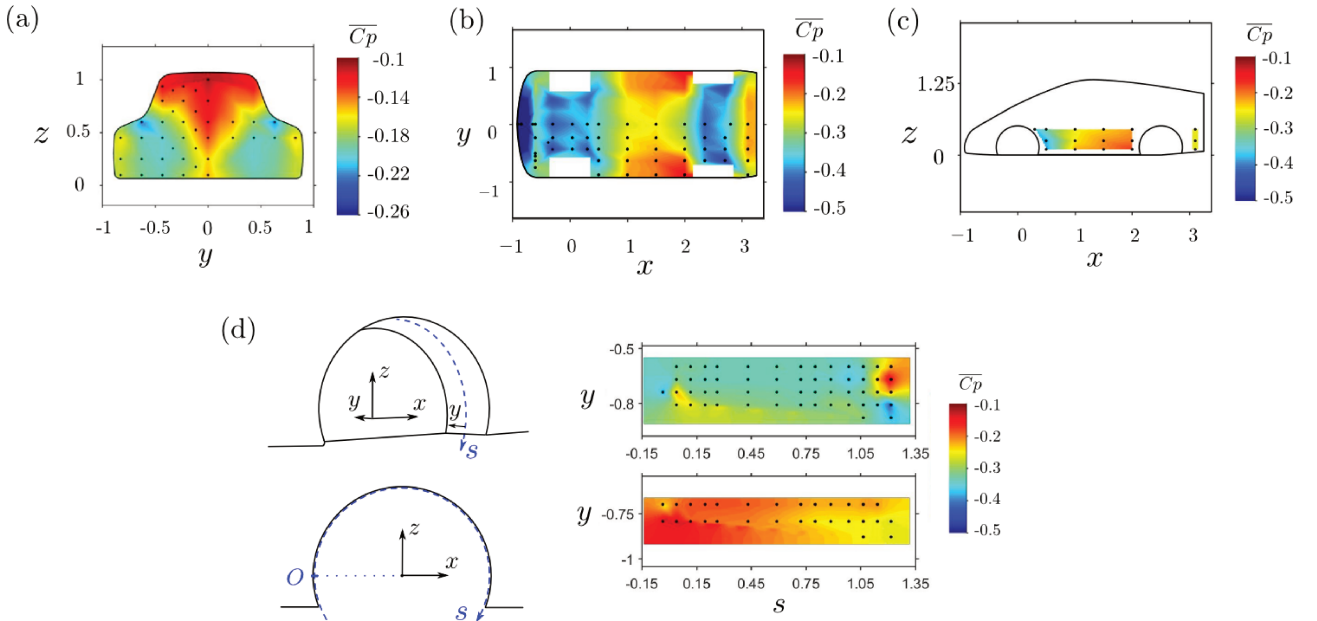 (a)
Cp
-0.1
-0.14
-0.18
-0.22
-0.26
z
1
0.5
0
-1 -0.5 0 0.5 1
y
(b)
Cp
-0.1
-0.2
-0.3
-0.4
-0.5
y
1
0
-1
-1 0 1 2 3
x
(c)
Cp
-0.1
-0.2
-0.3
-0.4
-0.5
z
1.25
0
-1 0 1 2 3
x
(d)
z
y x y
s
z
O x
s
-0.5
y
-0.8
-0.15 0.15 0.45 0.75 1.05 1.35
y
-0.75
-1
-0.15 0.15 0.45 0.75 1.05 1.35
s
Cp
-0.1
-0.2
-0.3
-0.4
-0.5